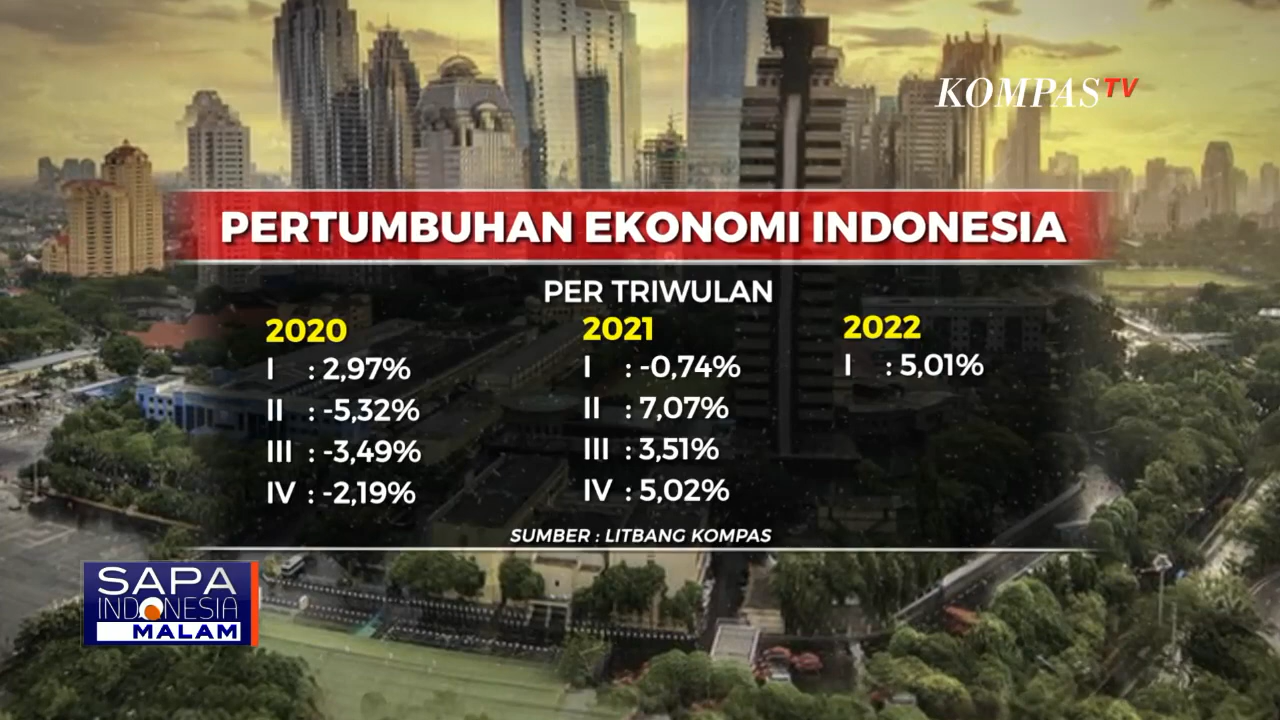 KOMPASTV
PERTUMBUHAN EKONOMI INDONESIA
PER TRIWULAN
2020
I : 2,97%
II : -5,32%
III : -3,49%
IV : -2,19%
2021
I : -0,74%
II : 7,07%
III : 3,51%
IV : 5,02%
2022
I : 5,01%
SUMBER : LITBANG KOMPAS
SAPA
INDONESIA
MALAM